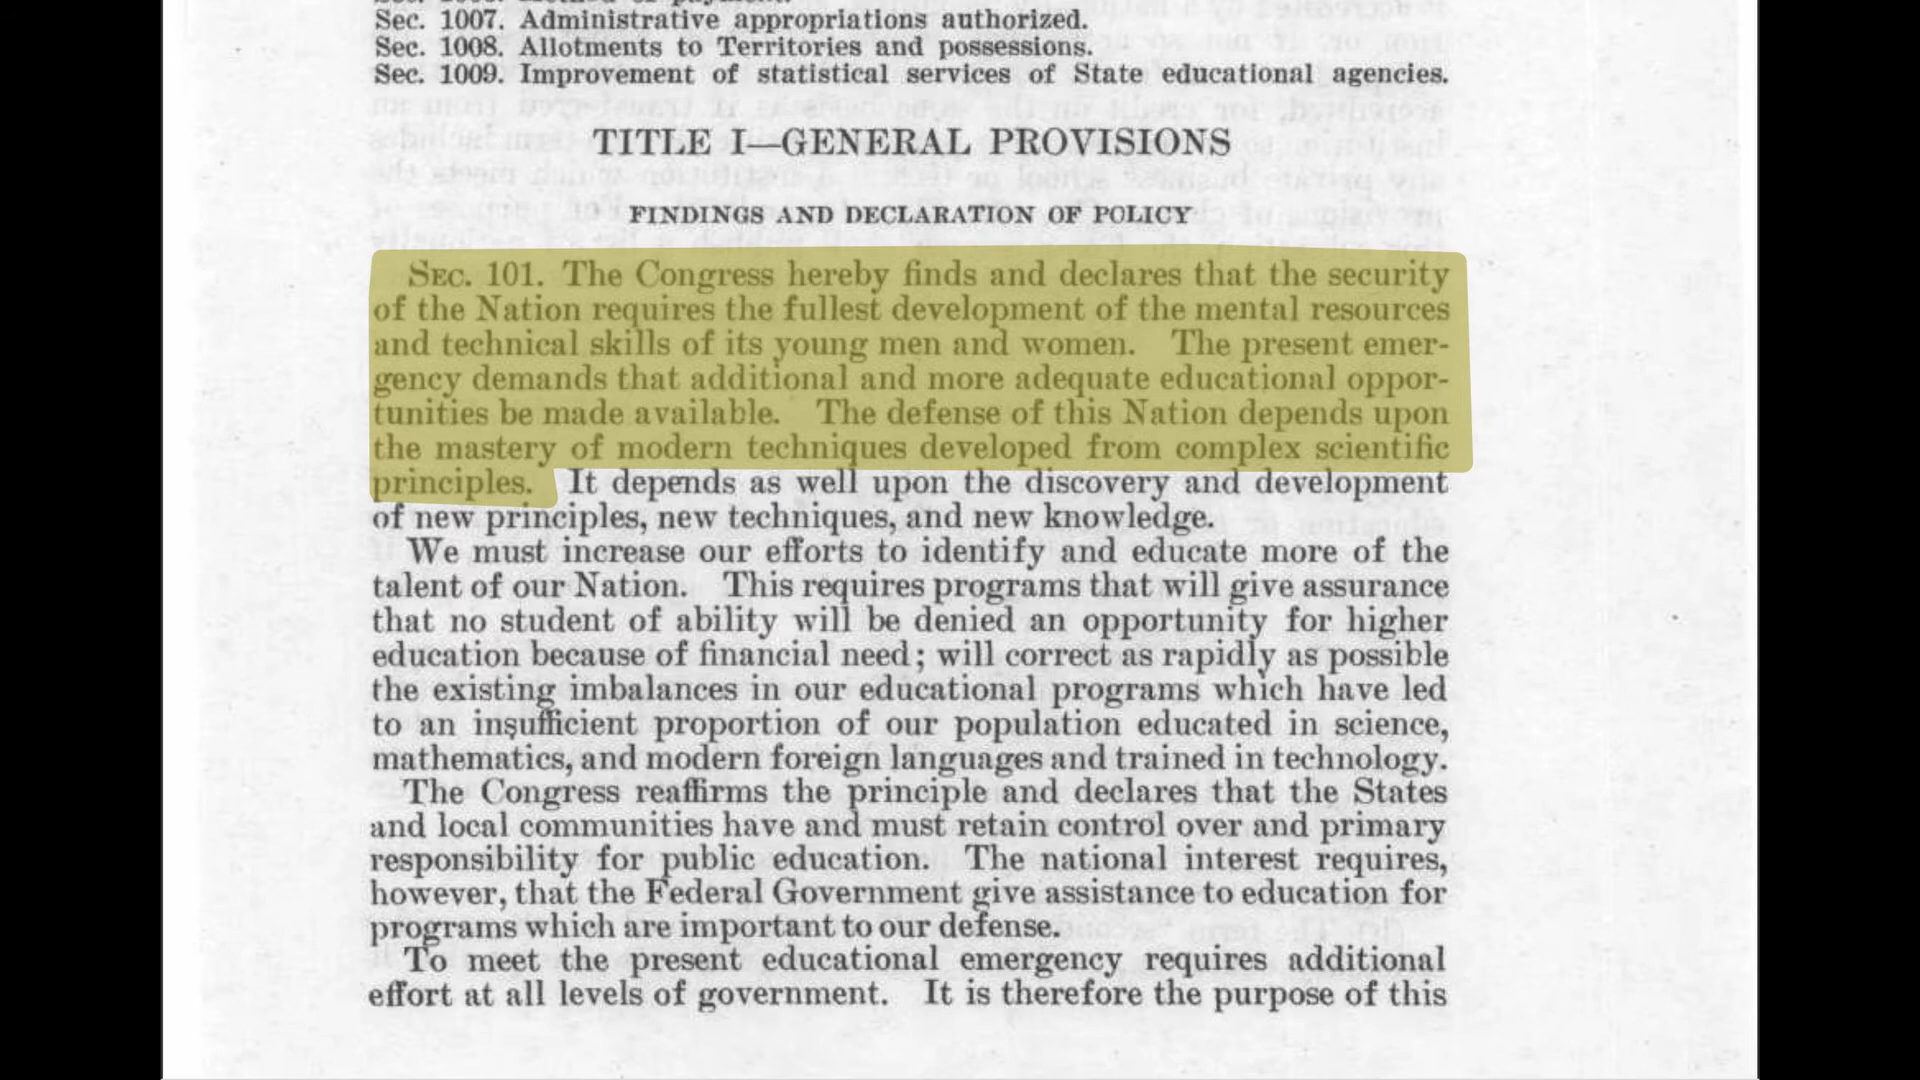 Sec. 1007. Administrative appropriations authorized.
Sec. 1008. Allotments to Territories and possessions.
Sec. 1009. Improvement of statistical services of State educational agencies.
TITLE I—GENERAL PROVISIONS
FINDINGS AND DECLARATION OF POLICY
SEC. 101. The Congress hereby finds and declares that the security
of the Nation requires the fullest development of the mental resources
and technical skills of its young men and women. The present emer-
gency demands that additional and more adequate educational oppor-
tunities be made available. The defense of this Nation depends upon
the mastery of modern techniques developed from complex scientific
principles. It depends as well upon the discovery and development
of new principles, new techniques, and new knowledge.
We must increase our efforts to identify and educate more of the
talent of our Nation. This requires programs that will give assurance
that no student of ability will be denied an opportunity for higher
education because of financial need; will correct as rapidly as possible
the existing imbalances in our educational programs which have led
to an insufficient proportion of our population educated in science,
mathematics, and modern foreign languages and trained in technology.
The Congress reaffirms the principle and declares that the States
and local communities have and must retain control over and primary
responsibility for public education. The national interest requires,
however, that the Federal Government give assistance to education for
programs which are important to our defense.
To meet the present educational emergency requires additional
effort at all levels of government. It is therefore the purpose of this